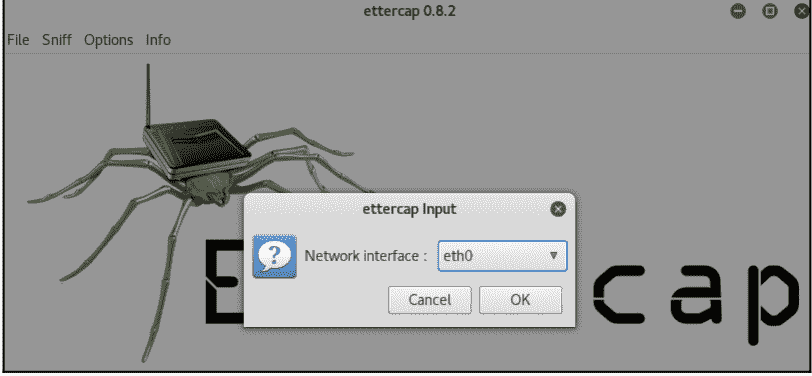 ettercap 0.8.2
File Sniff Options Info
ettercap Input
?
Network interface : eth0
Cancel OK
E cap